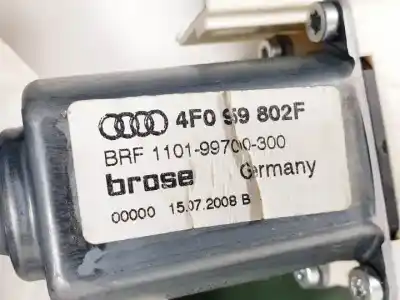 4F0 959 802F
BRF 1101-99700-300
brose Germany
00000 15.07.2008 B